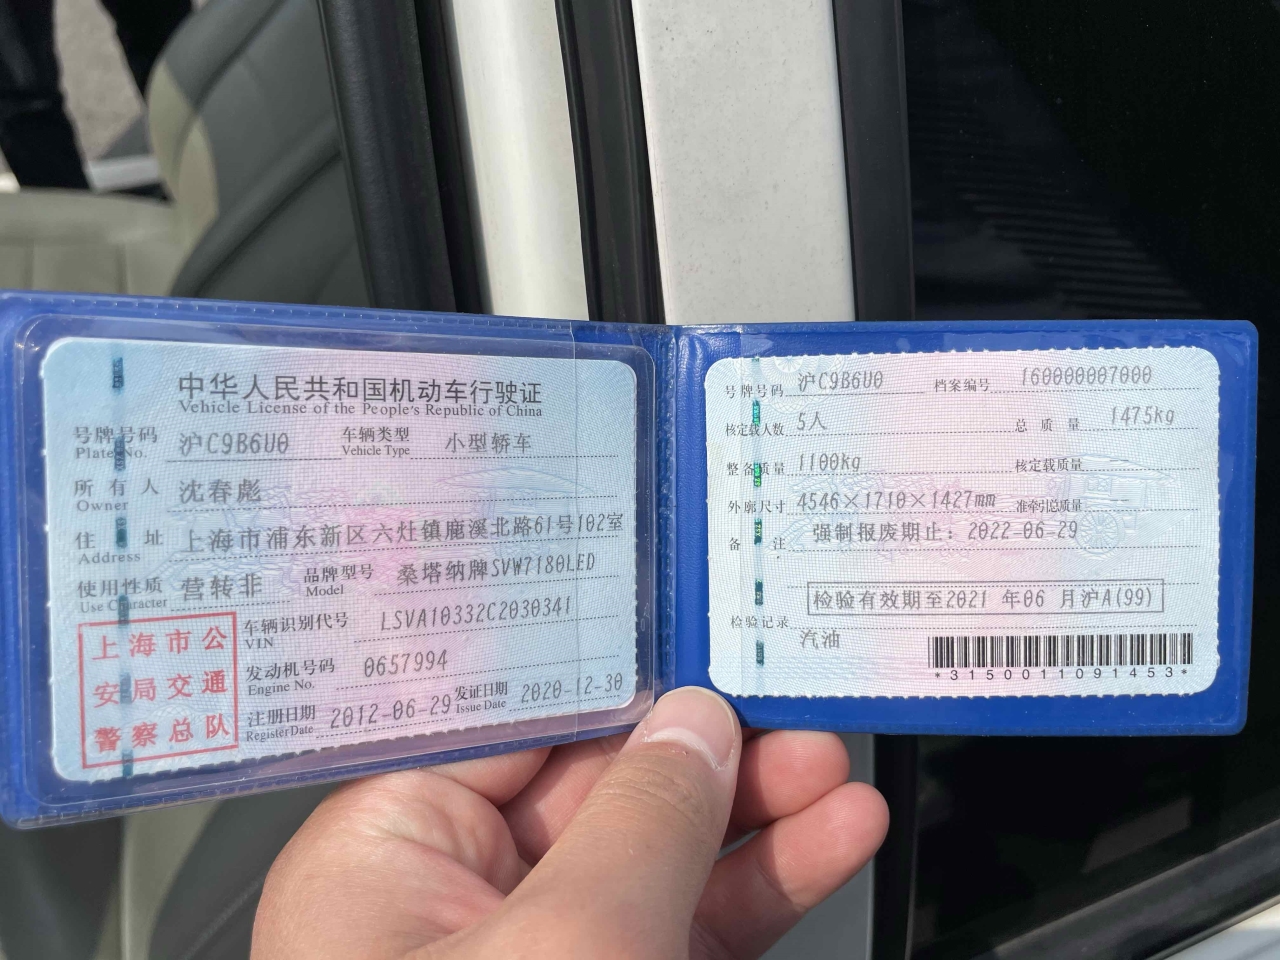 中华人民共和国机动车行驶证
Vehicle License of the People's Republic of China
号牌号码 沪C9B6U0 车辆类型 小型轿车
Plate No. Vehicle Type
所有人 沈春彪
Owner
住址 上海市浦东新区六灶镇鹿溪北路61号102室
Address
使用性质 营转非 品牌型号 桑塔纳牌SVW7180LED
Use Character Model
上海市公
安局交通
警察总队
车辆识别代号 LSVA10332C2030341
VIN
发动机号码 0657994
Engine No.
注册日期 2012-06-29 发证日期 2020-12-30
Register Date Issue Date
号牌号码 沪C9B6U0 档案编号 160000007000
核定载人数 5人 总质量 1475kg
整备质量 1100kg 核定载质量
外廓尺寸 4546×1710×1427mm 准牵引总质量 --
备注 强制报废期止：2022-06-29
检验有效期至2021 年06 月沪A(99)
检验记录
汽油
*3150011091453*